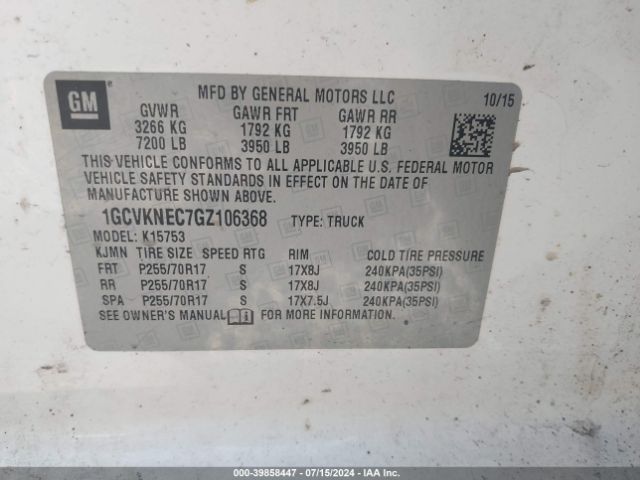 GM
MFD BY GENERAL MOTORS LLC
10/15
GVWR GAWR FRT GAWR RR
3266 KG 1792 KG 1792 KG
7200 LB 3950 LB 3950 LB
THIS VEHICLE CONFORMS TO ALL APPLICABLE U.S. FEDERAL MOTOR
VEHICLE SAFETY STANDARDS IN EFFECT ON THE DATE OF
MANUFACTURE SHOWN ABOVE.
1GCVKNEC7GZ106368 TYPE: TRUCK
MODEL: K15753
KJMN TIRE SIZE SPEED RTG RIM COLD TIRE PRESSURE
FRT P255/70R17 S 17X8J 240KPA(35PSI)
RR P255/70R17 S 17X8J 240KPA(35PSI)
SPA P255/70R17 S 17X7.5J 240KPA(35PSI)
SEE OWNER'S MANUAL FOR MORE INFORMATION.
000-39858447 - 07/15/2024 - IAA Inc.